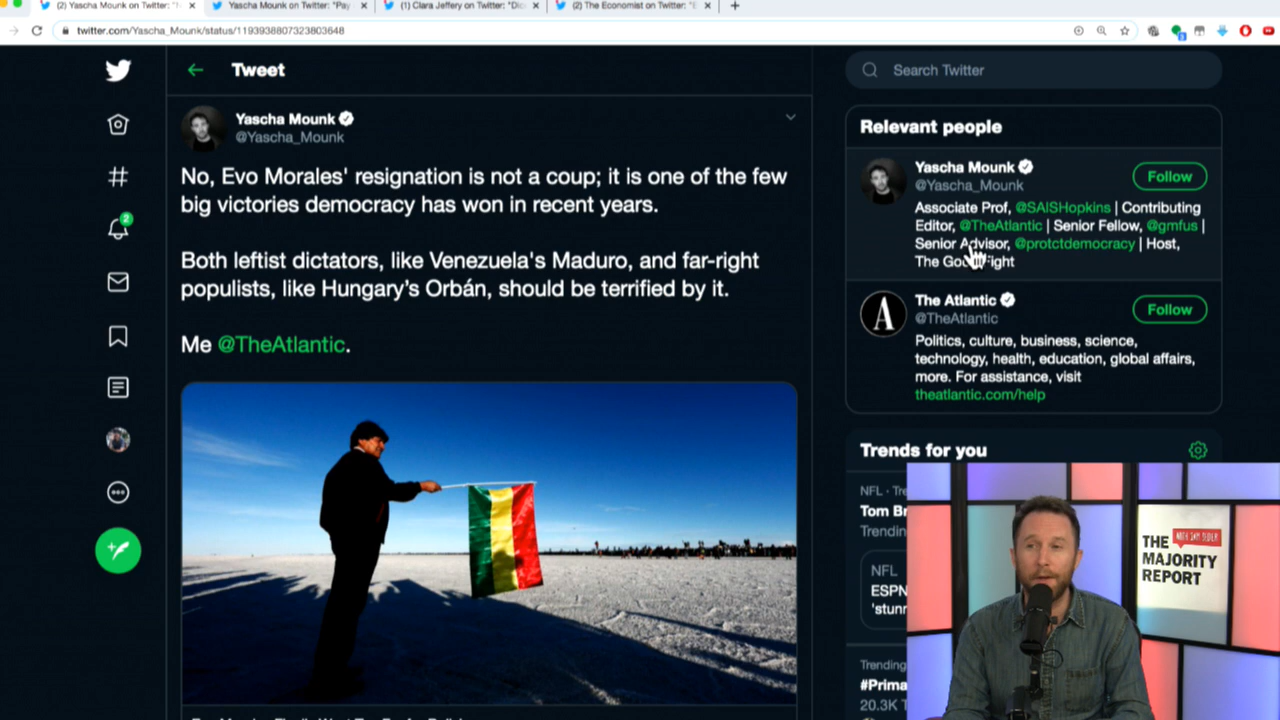 (2) Yascha Mounk on Twitter: "
Yascha Mounk on Twitter: "Pay
(1) Clara Jeffery on Twitter: "Dic
(2) The Economist on Twitter: "E
twitter.com/Yascha_Mounk/status/1193938807323803648
Tweet
Yascha Mounk
@Yascha_Mounk
No, Evo Morales' resignation is not a coup; it is one of the few
big victories democracy has won in recent years.
Both leftist dictators, like Venezuela's Maduro, and far-right
populists, like Hungary's Orbán, should be terrified by it.
Me @TheAtlantic.
2
Search Twitter
Relevant people
Yascha Mounk
@Yascha_Mounk
Follow
Associate Prof, @SAISHopkins | Contributing
Editor, @TheAtlantic | Senior Fellow, @gmfus |
Senior Advisor, @protctdemocracy | Host,
The Good Fight
A
The Atlantic
@TheAtlantic
Follow
Politics, culture, business, science,
technology, health, education, global affairs,
more. For assistance, visit
theatlantic.com/help
Trends for you
NFL · Tre
Tom Br
Trending
NFL
ESPN
'stunn
Trending
#Prima
20.3K T
THE
WITH SAM SEDER
MAJORITY
REPORT